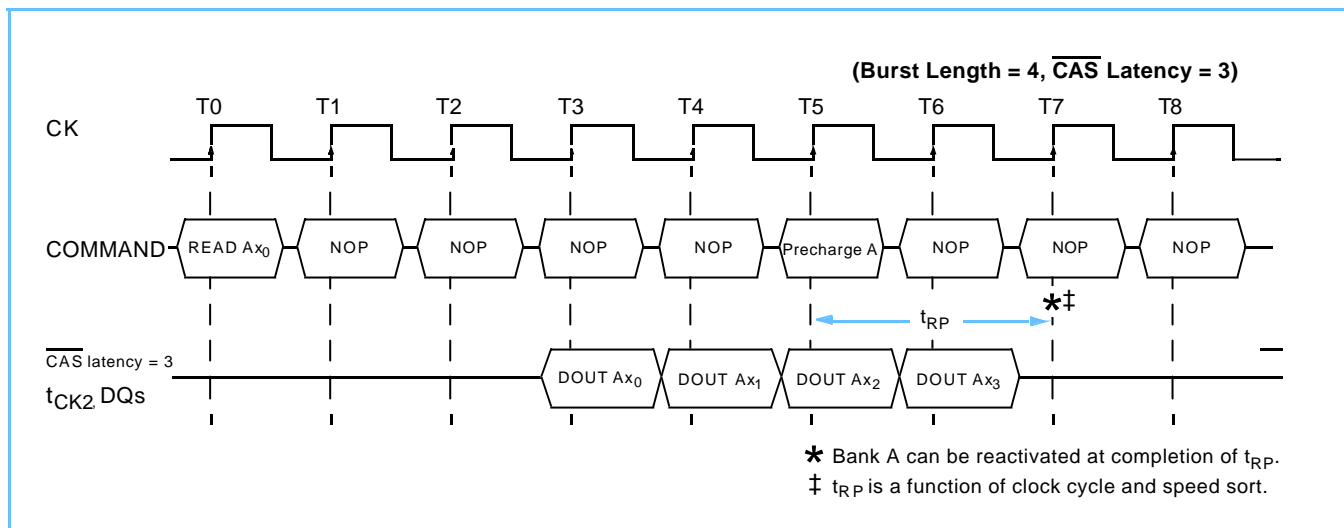 (Burst Length = 4, CAS Latency = 3)
T0 T1 T2 T3 T4 T5 T6 T7 T8
CK
COMMAND READ Ax0 NOP NOP NOP NOP Precharge A NOP NOP NOP
*‡
tRP
CAS latency = 3
tCK2, DQs DOUT Ax0 DOUT Ax1 DOUT Ax2 DOUT Ax3
* Bank A can be reactivated at completion of tRP.
‡ tRP is a function of clock cycle and speed sort.